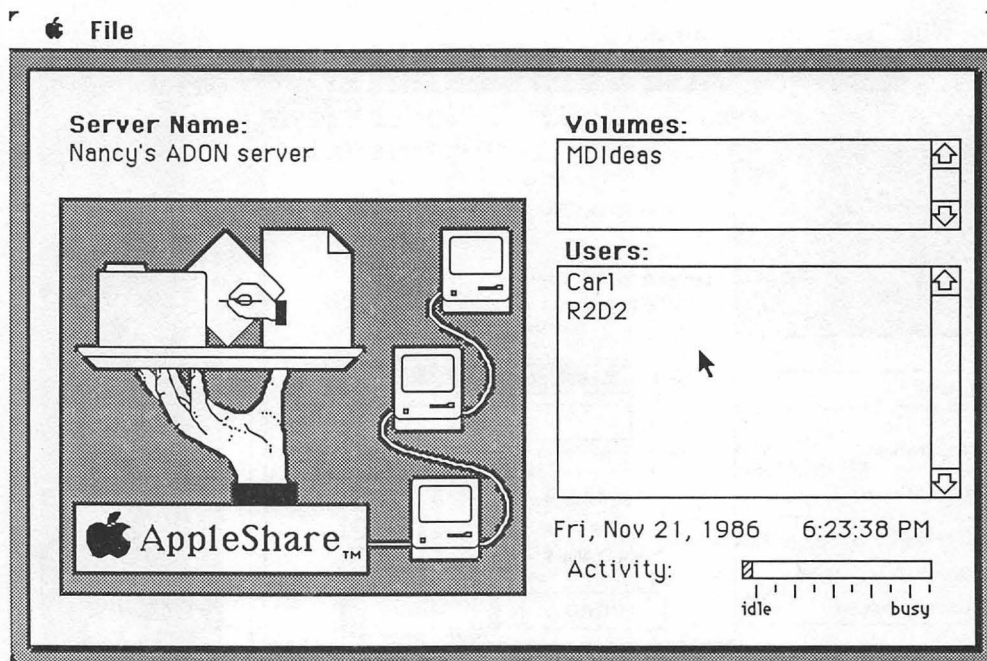 File
Server Name:
Nancy's ADON server
Volumes:
MDIdeas
Users:
Carl
R2D2
AppleShare™
Fri, Nov 21, 1986 6:23:38 PM
Activity:
idle busy